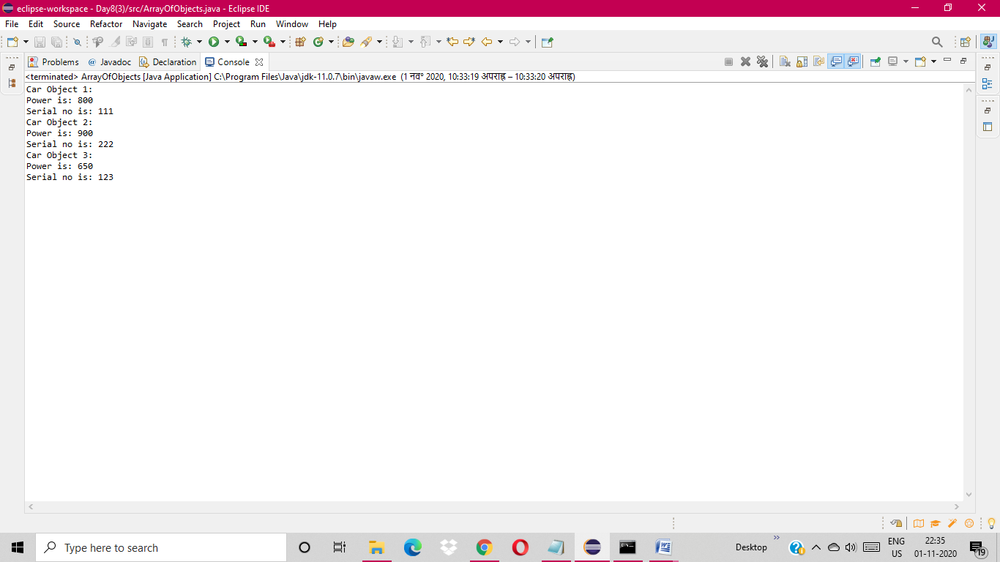 eclipse-workspace - Day8(3)/src/ArrayOfObjects.java - Eclipse IDE
File Edit Source Refactor Navigate Search Project Run Window Help
Problems @ Javadoc Declaration Console
<terminated> ArrayOfObjects [Java Application] C:\Program Files\Java\jdk-11.0.7\bin\javaw.exe (1 नव॰ 2020, 10:33:19 अपराह्न – 10:33:20 अपराह्न)
Car Object 1:
Power is: 800
Serial no is: 111
Car Object 2:
Power is: 900
Serial no is: 222
Car Object 3:
Power is: 650
Serial no is: 123
Type here to search
Desktop
ENG
US
22:35
01-11-2020
19